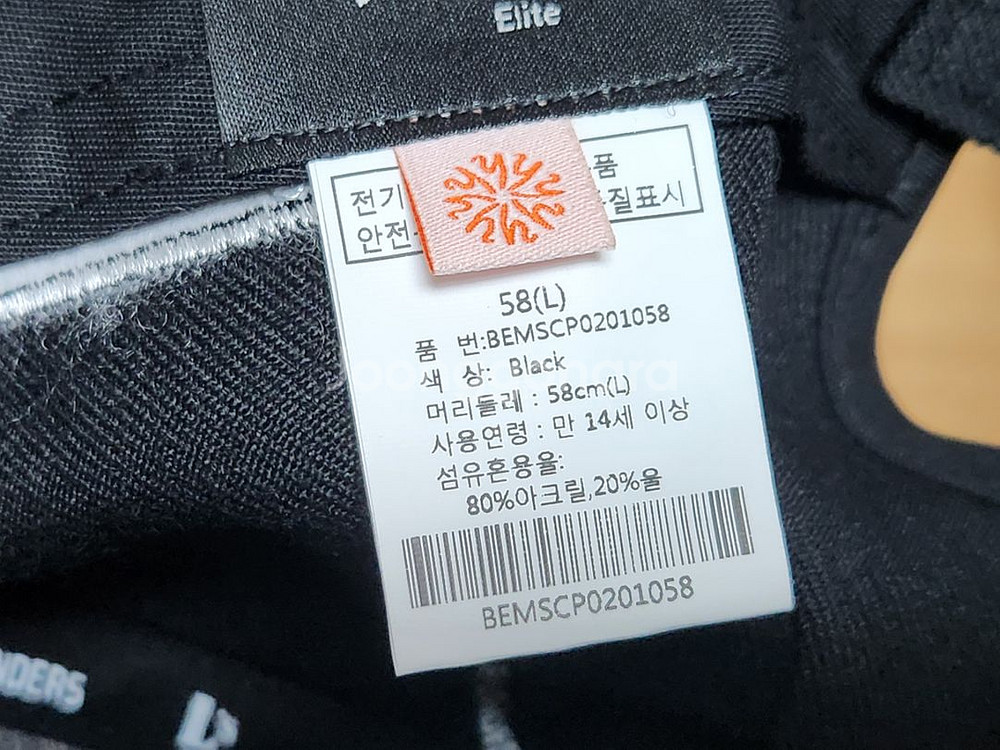 Elite
전기 품
안전 질표시
58(L)
품 번:BEMSCP0201058
색 상: Black
머리둘레 : 58cm(L)
사용연령 : 만 14세 이상
섬유혼용율:
80%아크릴,20%울
BEMSCP0201058
NDERS